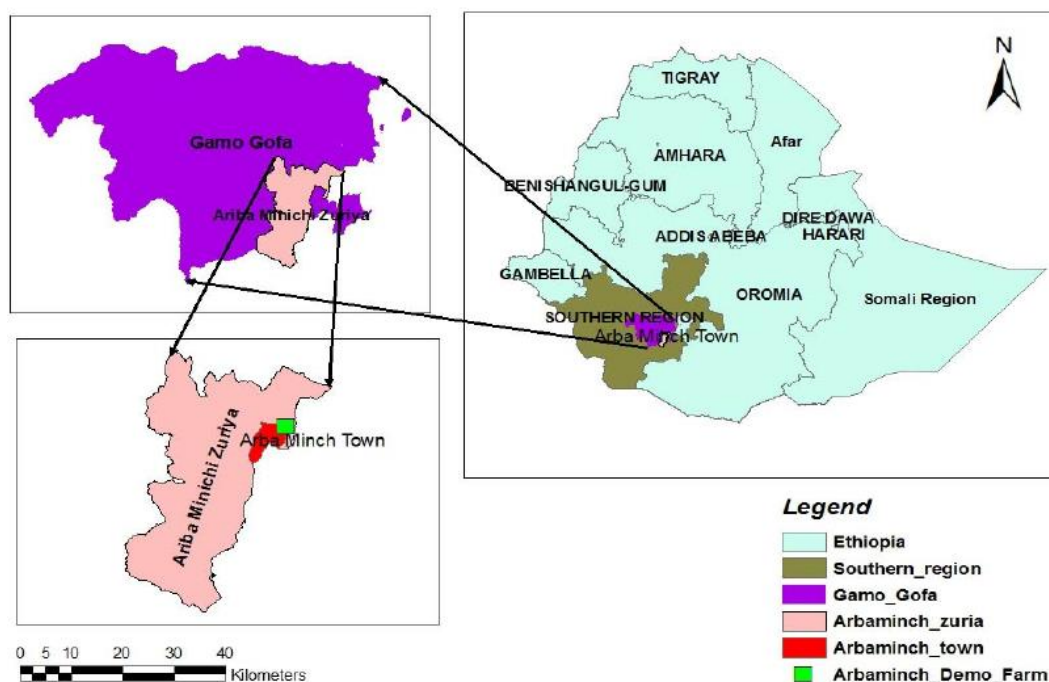 Gamo Gofa
Ariba Minichi Zuriya
N
TIGRAY
Afar
AMHARA
BENISHANGUL-GUM
DIRE DAWA
HARARI
ADDIS ABEBA
GAMBELLA
OROMIA
Somali Region
SOUTHERN REGION
Arba Minch Town
Ariba Minichi Zuriya
Arba Minch Town
Legend
Ethiopia
Southern_region
Gamo_Gofa
Arbaminch_zuria
Arbaminch_town
Arbaminch_Demo_Farm
0 5 10 20 30 40
Kilometers